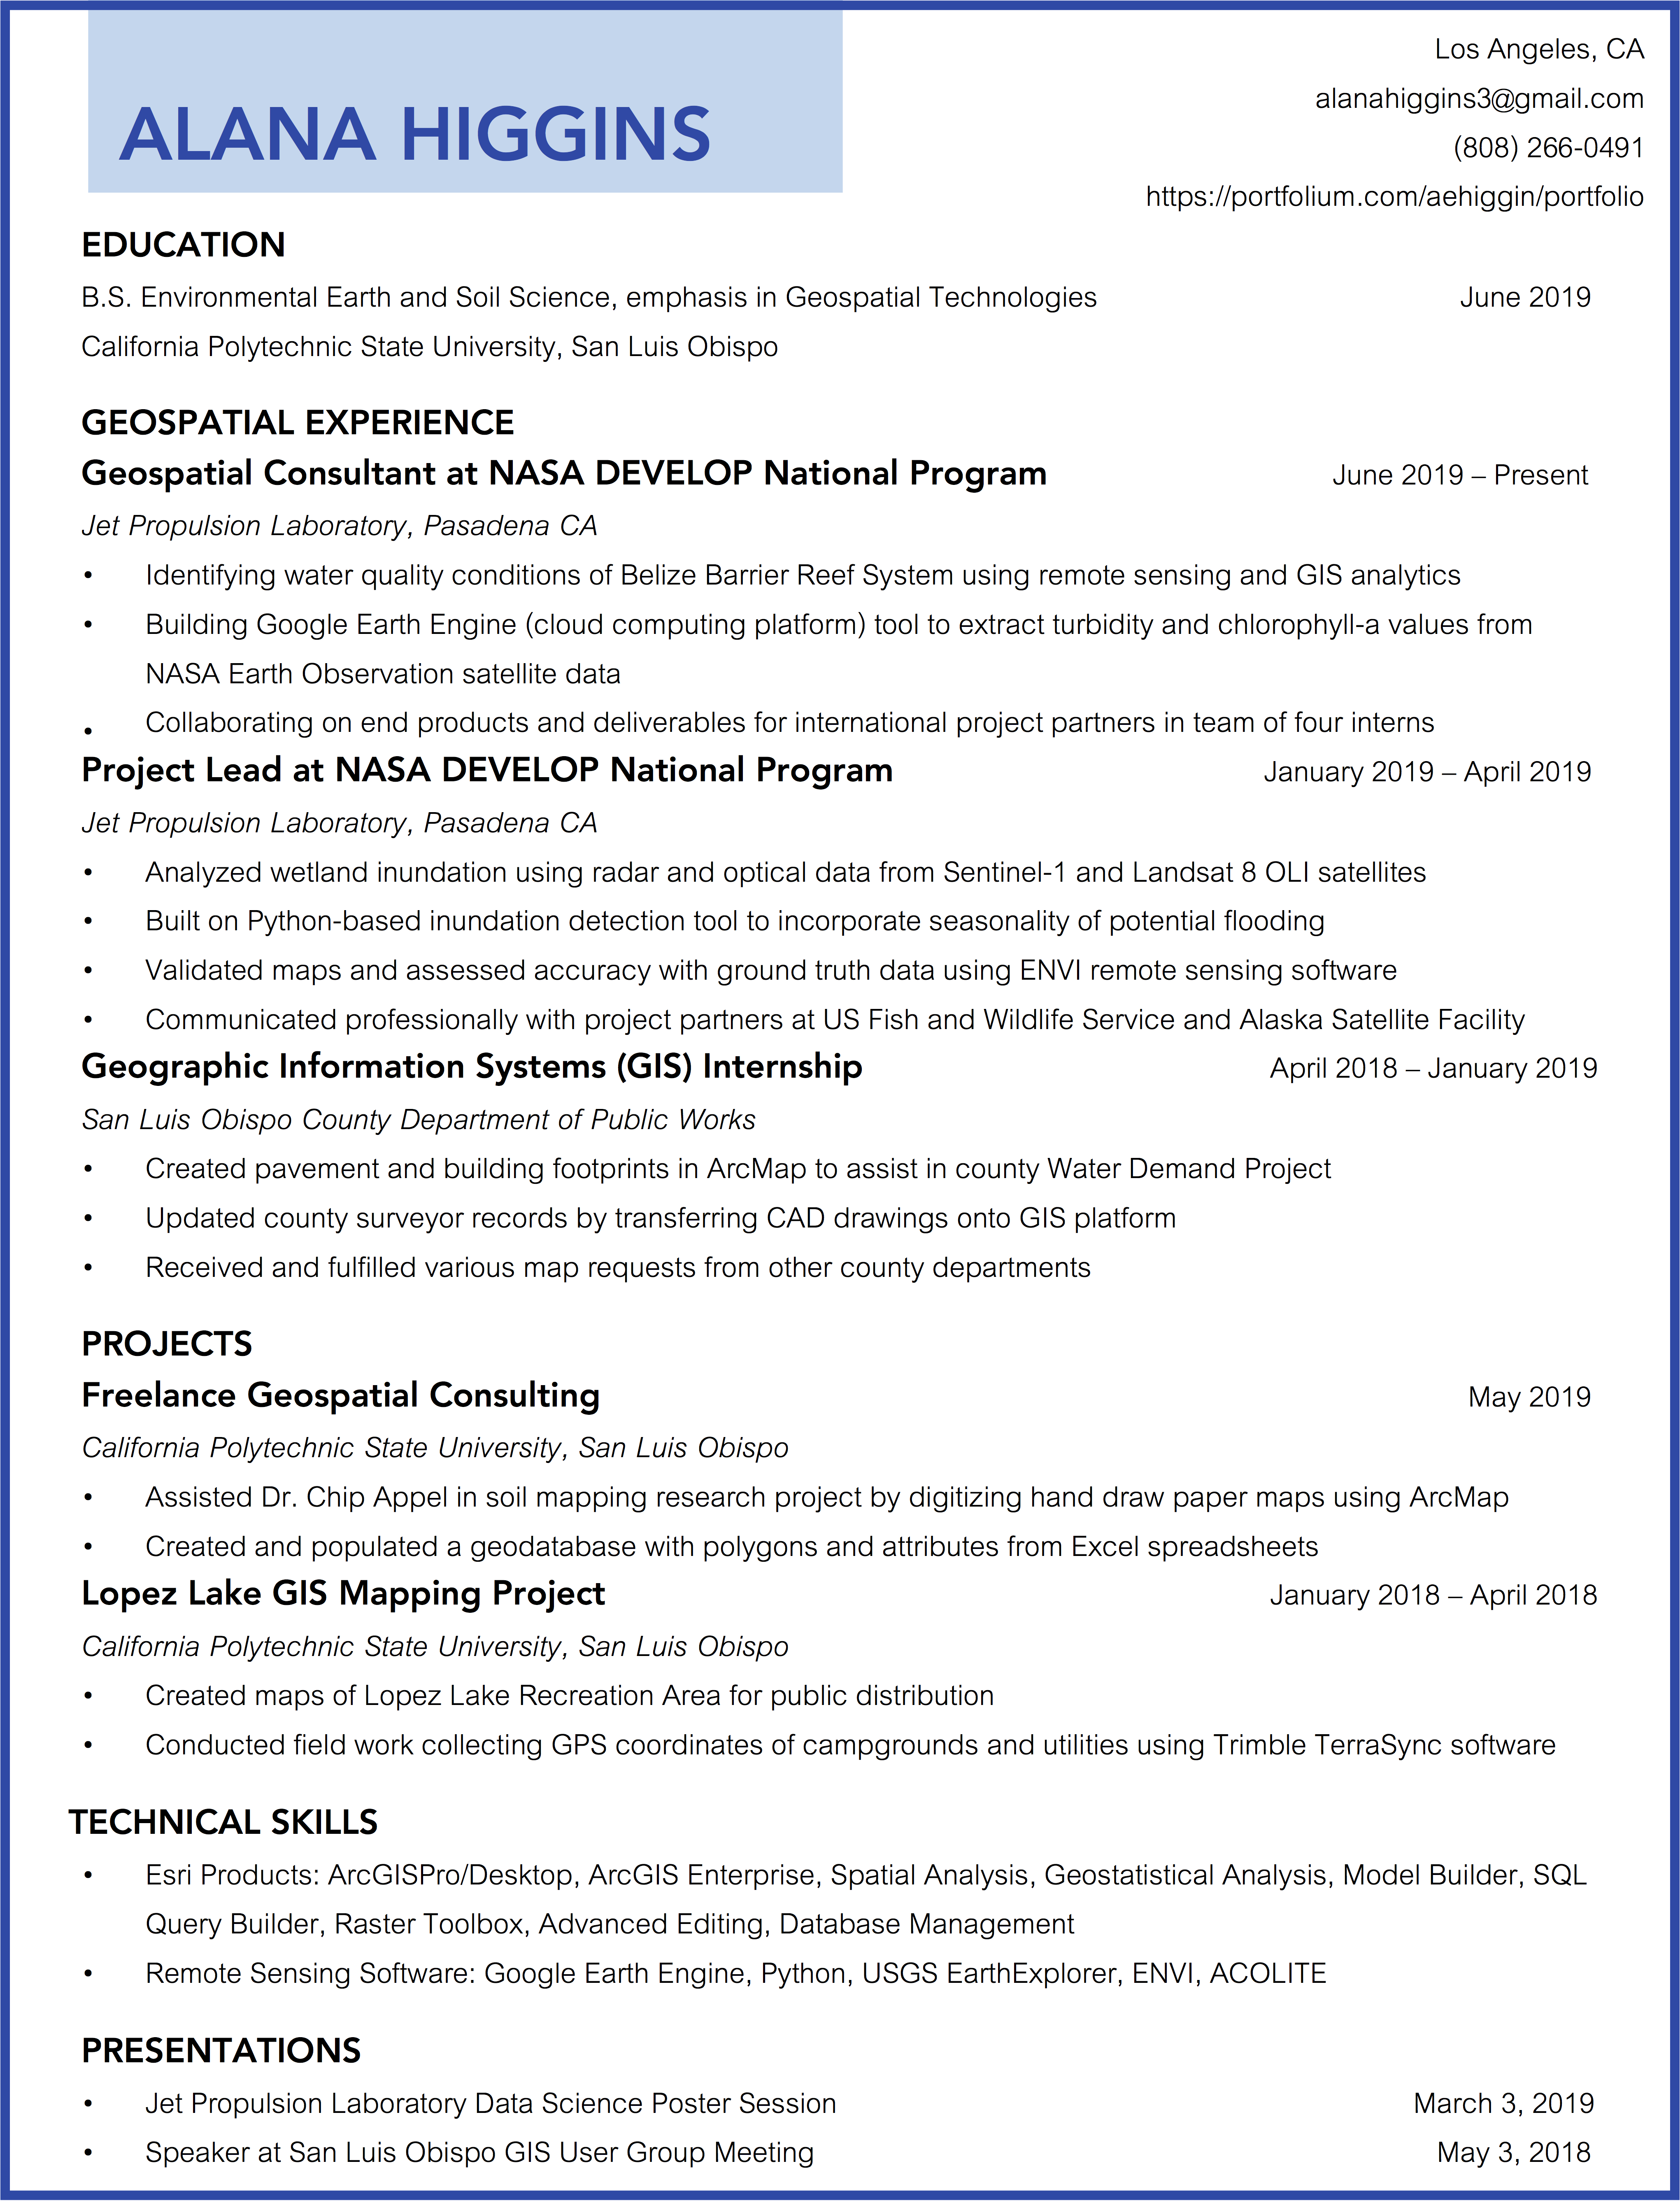 ALANA HIGGINS
Los Angeles, CA
alanahiggins3@gmail.com
(808) 266-0491
https://portfolium.com/aehiggin/portfolio
EDUCATION
B.S. Environmental Earth and Soil Science, emphasis in Geospatial Technologies June 2019
California Polytechnic State University, San Luis Obispo
GEOSPATIAL EXPERIENCE
Geospatial Consultant at NASA DEVELOP National Program June 2019 – Present
Jet Propulsion Laboratory, Pasadena CA
• Identifying water quality conditions of Belize Barrier Reef System using remote sensing and GIS analytics
• Building Google Earth Engine (cloud computing platform) tool to extract turbidity and chlorophyll-a values from
NASA Earth Observation satellite data
• Collaborating on end products and deliverables for international project partners in team of four interns
Project Lead at NASA DEVELOP National Program January 2019 – April 2019
Jet Propulsion Laboratory, Pasadena CA
• Analyzed wetland inundation using radar and optical data from Sentinel-1 and Landsat 8 OLI satellites
• Built on Python-based inundation detection tool to incorporate seasonality of potential flooding
• Validated maps and assessed accuracy with ground truth data using ENVI remote sensing software
• Communicated professionally with project partners at US Fish and Wildlife Service and Alaska Satellite Facility
Geographic Information Systems (GIS) Internship April 2018 – January 2019
San Luis Obispo County Department of Public Works
• Created pavement and building footprints in ArcMap to assist in county Water Demand Project
• Updated county surveyor records by transferring CAD drawings onto GIS platform
• Received and fulfilled various map requests from other county departments
PROJECTS
Freelance Geospatial Consulting May 2019
California Polytechnic State University, San Luis Obispo
• Assisted Dr. Chip Appel in soil mapping research project by digitizing hand draw paper maps using ArcMap
• Created and populated a geodatabase with polygons and attributes from Excel spreadsheets
Lopez Lake GIS Mapping Project January 2018 – April 2018
California Polytechnic State University, San Luis Obispo
• Created maps of Lopez Lake Recreation Area for public distribution
• Conducted field work collecting GPS coordinates of campgrounds and utilities using Trimble TerraSync software
TECHNICAL SKILLS
• Esri Products: ArcGISPro/Desktop, ArcGIS Enterprise, Spatial Analysis, Geostatistical Analysis, Model Builder, SQL
Query Builder, Raster Toolbox, Advanced Editing, Database Management
• Remote Sensing Software: Google Earth Engine, Python, USGS EarthExplorer, ENVI, ACOLITE
PRESENTATIONS
• Jet Propulsion Laboratory Data Science Poster Session March 3, 2019
• Speaker at San Luis Obispo GIS User Group Meeting May 3, 2018